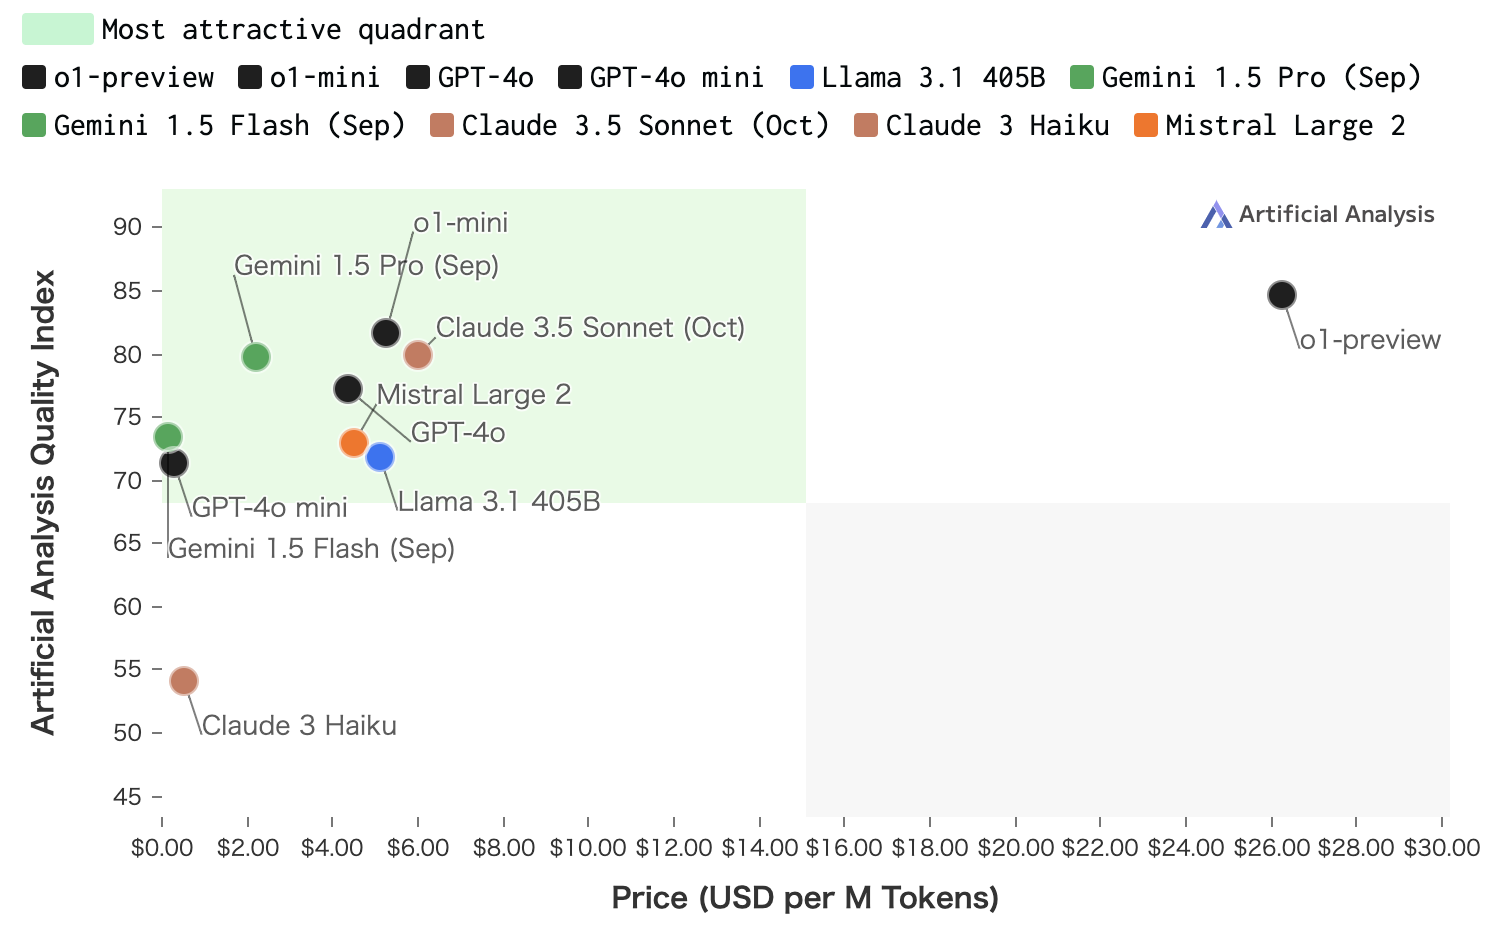 Most attractive quadrant
o1-preview o1-mini GPT-4o GPT-4o mini Llama 3.1 405B Gemini 1.5 Pro (Sep)
Gemini 1.5 Flash (Sep) Claude 3.5 Sonnet (Oct) Claude 3 Haiku Mistral Large 2
Artificial Analysis
Artificial Analysis Quality Index
90
85
80
75
70
65
60
55
50
45
o1-mini
Gemini 1.5 Pro (Sep)
Claude 3.5 Sonnet (Oct)
o1-preview
Mistral Large 2
GPT-4o
Llama 3.1 405B
GPT-4o mini
Gemini 1.5 Flash (Sep)
Claude 3 Haiku
$0.00 $2.00 $4.00 $6.00 $8.00 $10.00 $12.00 $14.00 $16.00 $18.00 $20.00 $22.00 $24.00 $26.00 $28.00 $30.00
Price (USD per M Tokens)